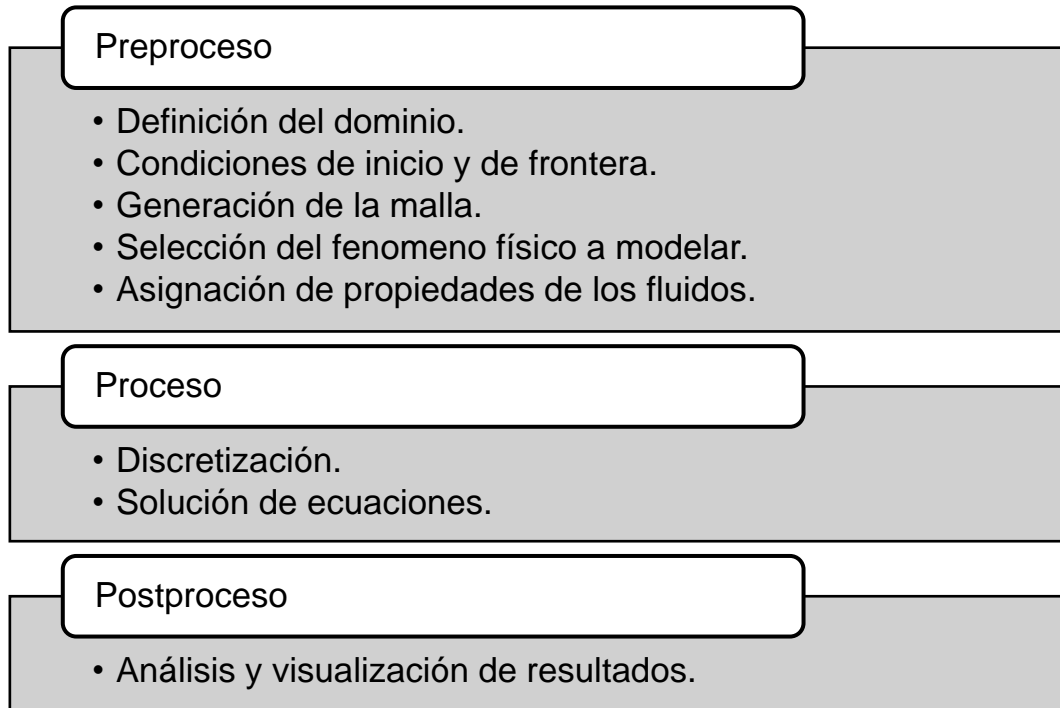 Preproceso
• Definición del dominio.
• Condiciones de inicio y de frontera.
• Generación de la malla.
• Selección del fenomeno físico a modelar.
• Asignación de propiedades de los fluidos.
Proceso
• Discretización.
• Solución de ecuaciones.
Postproceso
• Análisis y visualización de resultados.